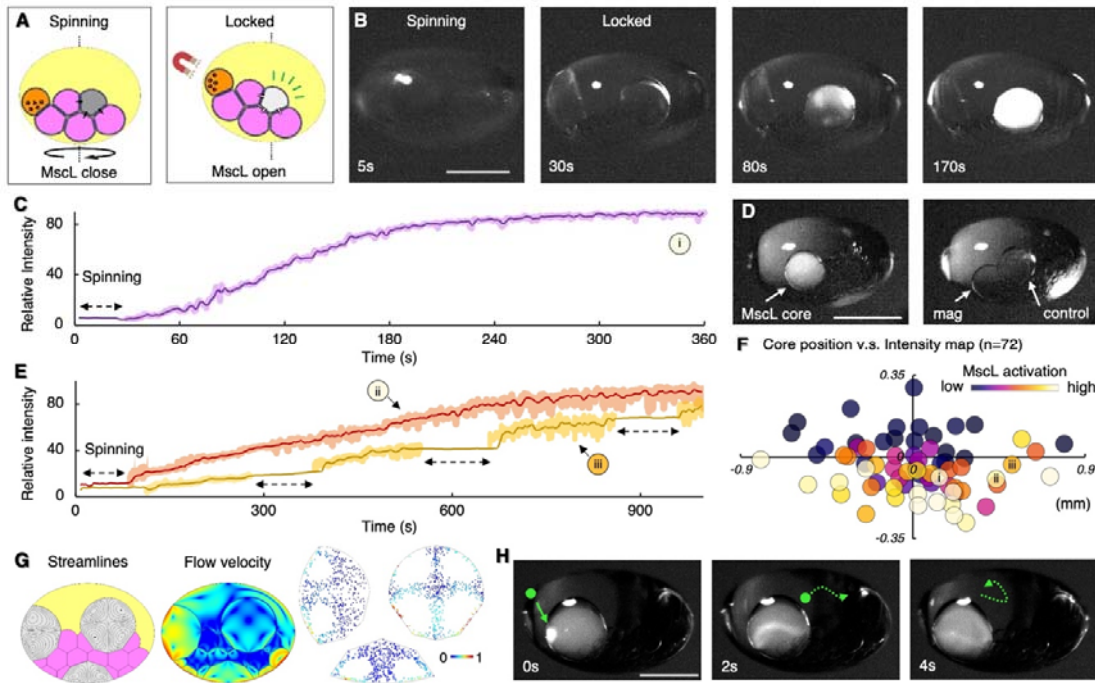 A
Spinning
Locked
MscL close
MscL open
B
Spinning
Locked
5s
30s
80s
170s
C
Relative Intensity
80
40
0
Spinning
i
0
60
120
180
240
300
360
Time (s)
D
MscL core
mag
control
E
Relative intensity
80
40
0
Spinning
ii
iii
0
300
600
900
Time (s)
F
Core position v.s. Intensity map (n=72)
MscL activation
low
high
0.35
-0.9
0
0.9
i
ii
iii
(mm)
-0.35
G
Streamlines
Flow velocity
0
1
H
0s
2s
4s